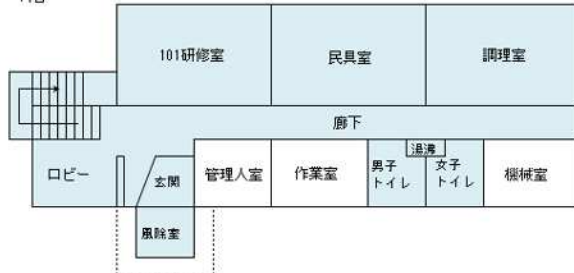 101研修室
民具室
調理室
廊下
湯沸
ロビー
玄関
管理人室
作業室
男子
トイレ
女子
トイレ
機械室
風除室